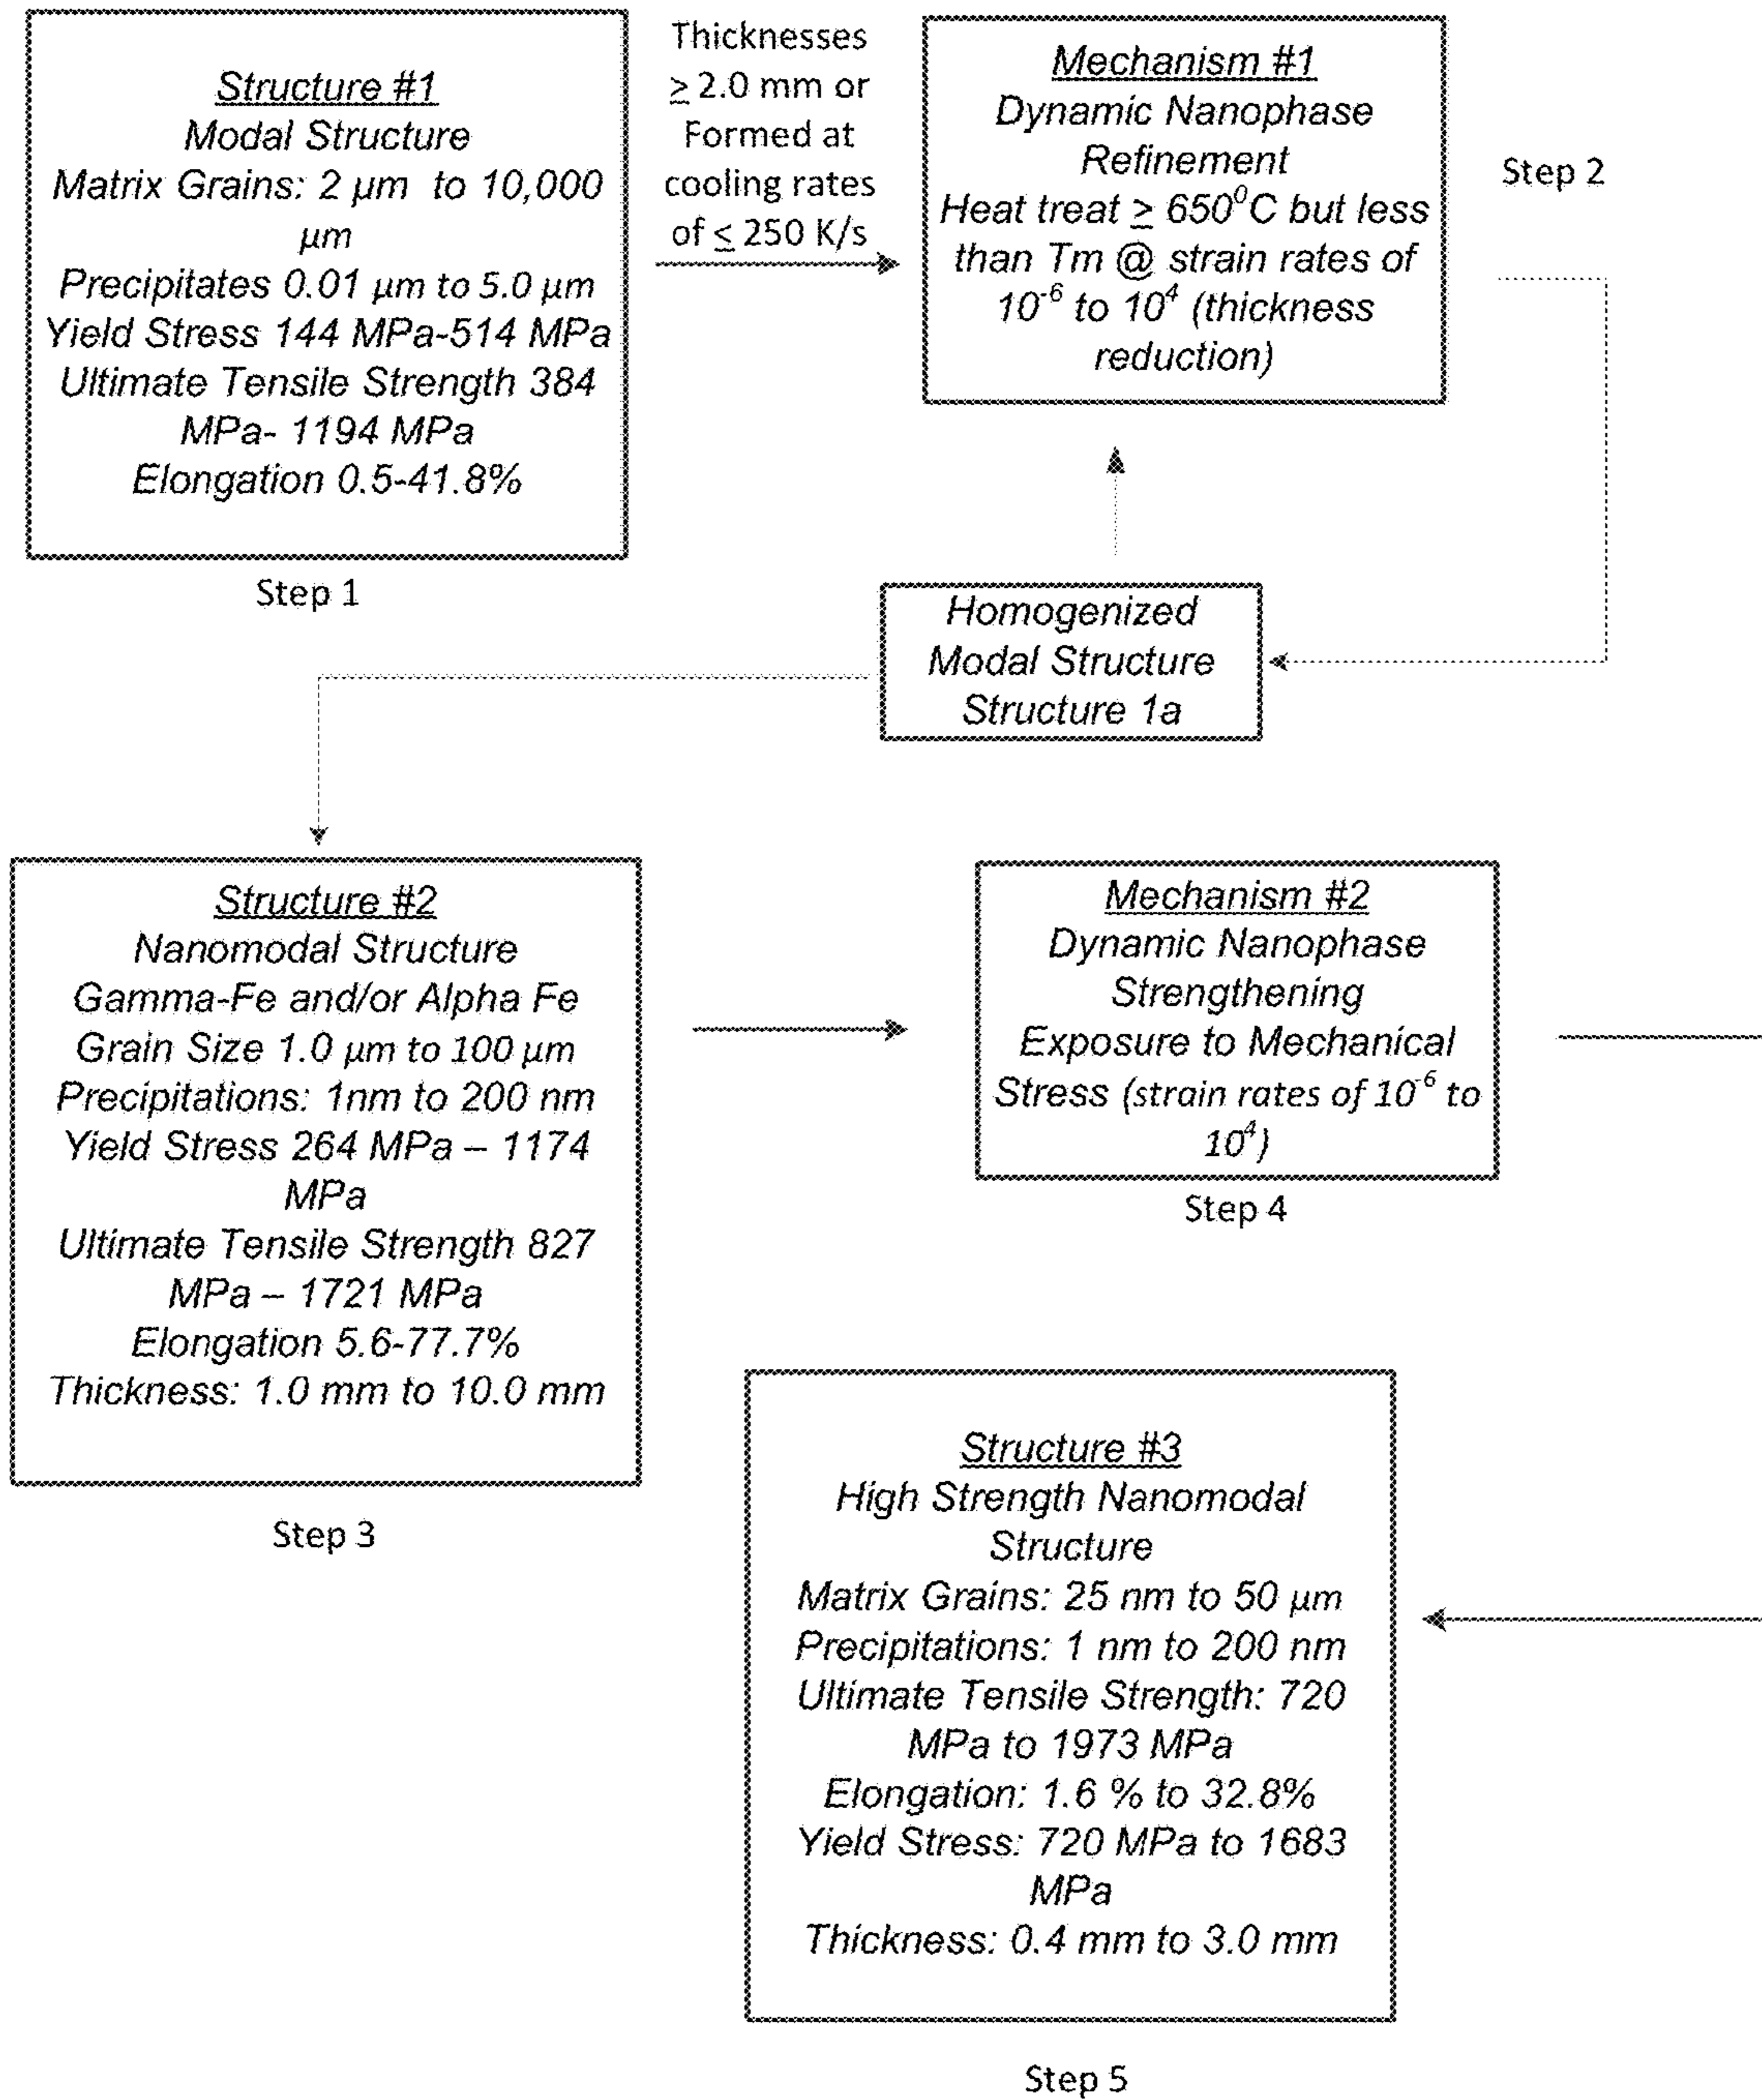 Structure #1
Modal Structure
Matrix Grains: 2 µm to 10,000
µm
Precipitates 0.01 µm to 5.0 µm
Yield Stress 144 MPa-514 MPa
Ultimate Tensile Strength 384
MPa- 1194 MPa
Elongation 0.5-41.8%
Step 1
Thicknesses
≥ 2.0 mm or
Formed at
cooling rates
of ≤ 250 K/s
Mechanism #1
Dynamic Nanophase
Refinement
Heat treat ≥ 650⁰C but less
than Tm @ strain rates of
10⁻⁶ to 10⁴ (thickness
reduction)
Step 2
Homogenized
Modal Structure
Structure 1a
Structure #2
Nanomodal Structure
Gamma-Fe and/or Alpha Fe
Grain Size 1.0 µm to 100 µm
Precipitations: 1nm to 200 nm
Yield Stress 264 MPa – 1174
MPa
Ultimate Tensile Strength 827
MPa – 1721 MPa
Elongation 5.6-77.7%
Thickness: 1.0 mm to 10.0 mm
Step 3
Mechanism #2
Dynamic Nanophase
Strengthening
Exposure to Mechanical
Stress (strain rates of 10⁻⁶ to
10⁴)
Step 4
Structure #3
High Strength Nanomodal
Structure
Matrix Grains: 25 nm to 50 µm
Precipitations: 1 nm to 200 nm
Ultimate Tensile Strength: 720
MPa to 1973 MPa
Elongation: 1.6 % to 32.8%
Yield Stress: 720 MPa to 1683
MPa
Thickness: 0.4 mm to 3.0 mm
Step 5